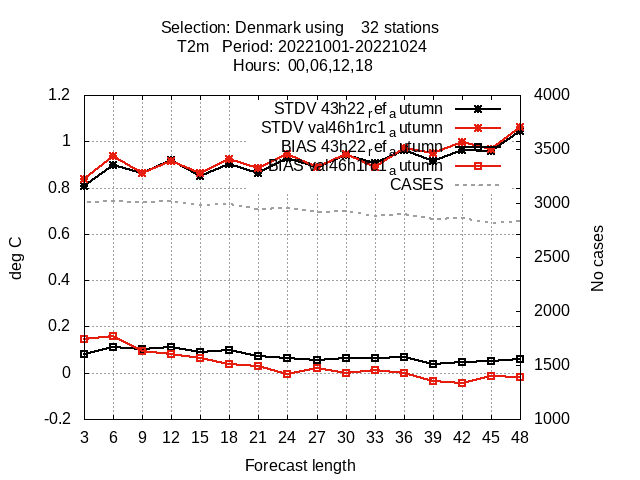 Selection: Denmark using    32 stations
T2m   Period: 20221001-20221024
Hours:  00,06,12,18
STDV 43h22_ref_autumn
STDV val46h1rc1_autumn
BIAS 43h22_ref_autumn
BIAS val46h1rc1_autumn
CASES
1.2
1
0.8
0.6
0.4
0.2
0
-0.2
deg C
4000
3500
3000
2500
2000
1500
1000
No cases
3 6 9 12 15 18 21 24 27 30 33 36 39 42 45 48
Forecast length